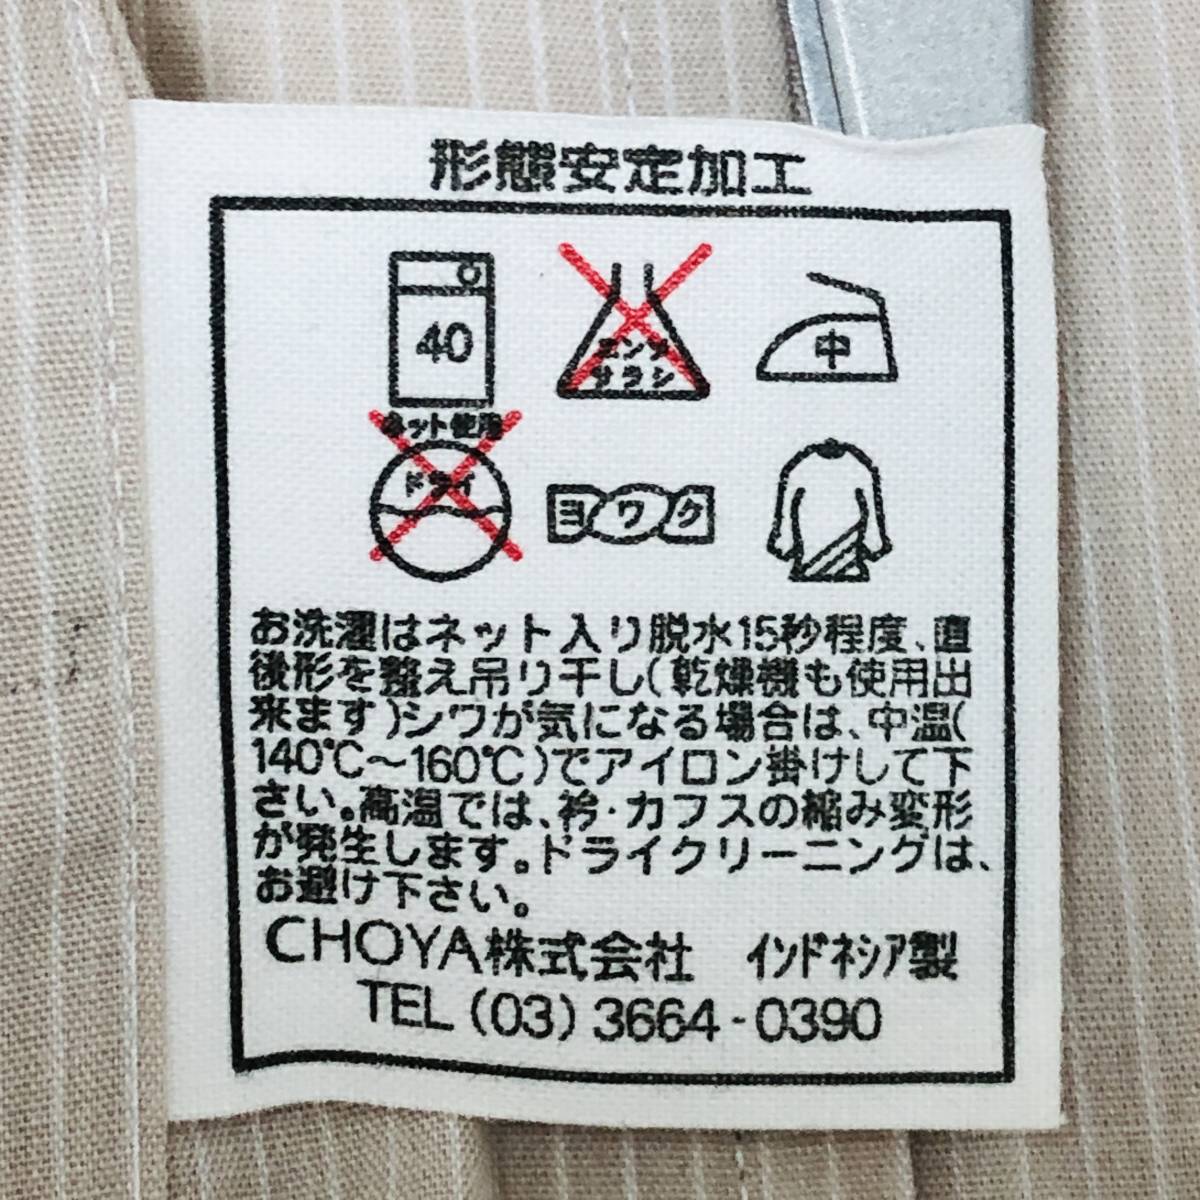 形態安定加工
40
エンソ
サラシ
中
ネット使用
ドライ
ヨワク
お洗濯はネット入り脱水15秒程度、直
後形を整え吊り干し(乾燥機も使用出
来ます)シワが気になる場合は、中温(
140℃～160℃)でアイロン掛けして下
さい。高温では、衿・カフスの縮み変形
が発生します。ドライクリーニングは、
お避け下さい。
CHOYA株式会社 インドネシア製
TEL (03) 3664-0390